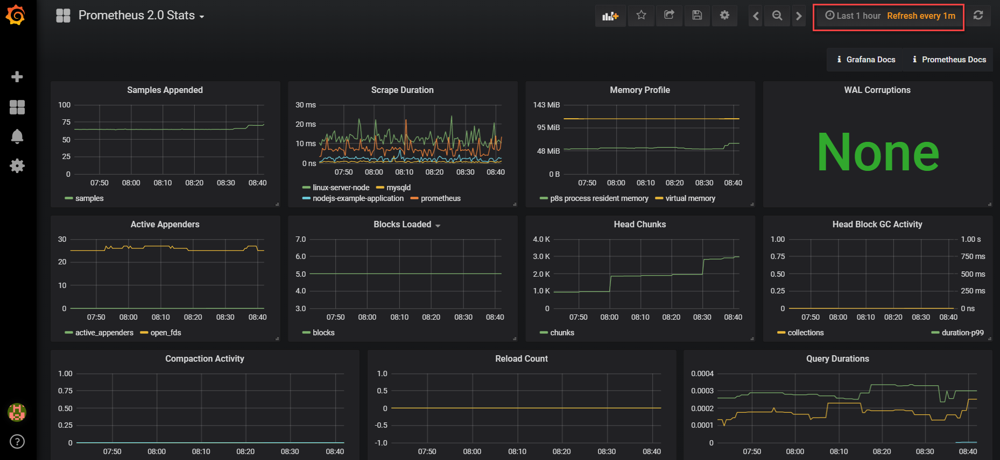 Prometheus 2.0 Stats
Last 1 hour Refresh every 1m
Grafana Docs
Prometheus Docs
Samples Appended
100
75
50
25
0
07:50 08:00 08:10 08:20 08:30 08:40
samples
Scrape Duration
30 ms
20 ms
10 ms
0 ns
07:50 08:00 08:10 08:20 08:30 08:40
linux-server-node mysqld
nodejs-example-application prometheus
Memory Profile
143 MiB
95 MiB
48 MiB
0 B
07:50 08:00 08:10 08:20 08:30 08:40
p8s process resident memory virtual memory
WAL Corruptions
None
Active Appenders
30
20
10
0
07:50 08:00 08:10 08:20 08:30 08:40
active_appenders open_fds
Blocks Loaded
7.0
6.0
5.0
4.0
3.0
07:50 08:00 08:10 08:20 08:30 08:40
blocks
Head Chunks
4.0 K
3.0 K
2.0 K
1.0 K
0
07:50 08:00 08:10 08:20 08:30 08:40
chunks
Head Block GC Activity
1.00 1.00 s
0.75 750 ms
0.50 500 ms
0.25 250 ms
0 0 ns
07:50 08:00 08:10 08:20 08:30 08:40
collections duration-p99
Compaction Activity
1.00
0.75
0.50
0.25
0
07:50 08:00 08:10 08:20 08:30 08:40
Reload Count
1.0
0.5
0
-0.5
-1.0
07:50 08:00 08:10 08:20 08:30 08:40
Query Durations
0.0004
0.0003
0.0002
0.0001
0
07:50 08:00 08:10 08:20 08:30 08:40